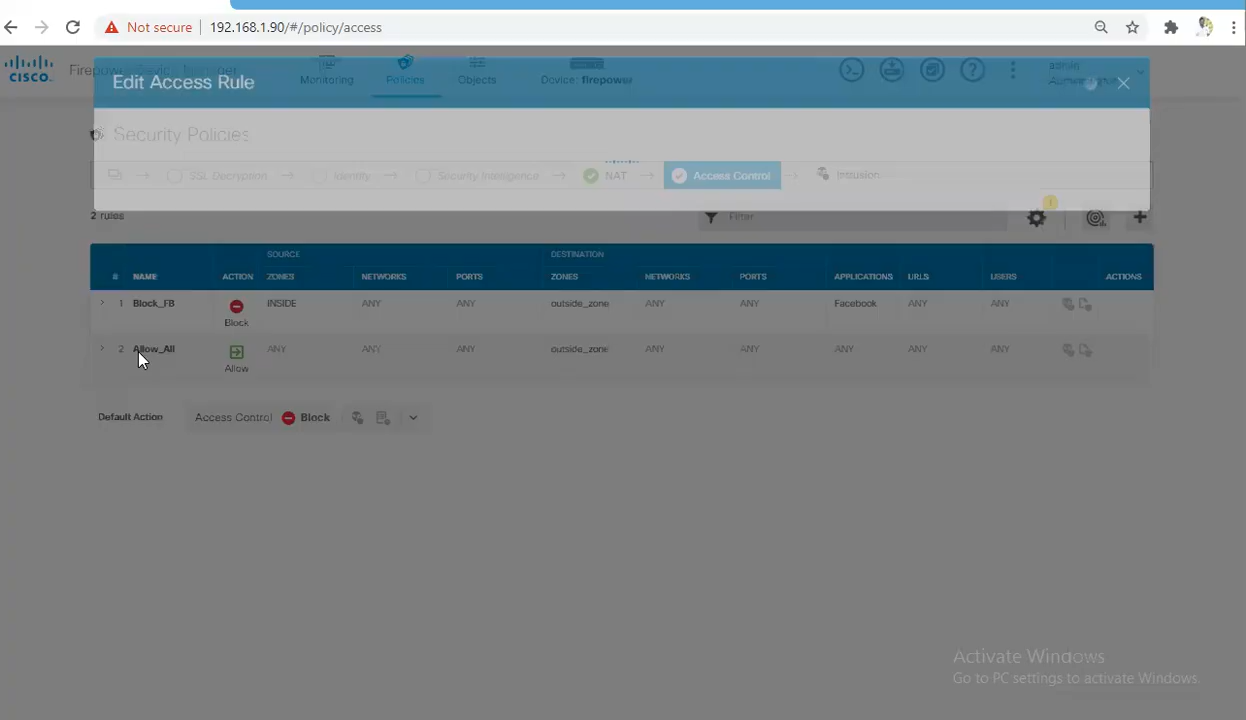 Not secure 192.168.1.90/#/policy/access
CISCO. Monitoring Policies Objects Device: firepower admin
Edit Access Rule
Security Policies
SSL Decryption Identity Security Intelligence NAT Access Control Intrusion
2 rules Filter
SOURCE DESTINATION
# NAME ACTION ZONES NETWORKS PORTS ZONES NETWORKS PORTS APPLICATIONS URLS USERS ACTIONS
1 Block_FB Block INSIDE ANY ANY outside_zone ANY ANY Facebook ANY ANY
2 Allow_All Allow ANY ANY ANY outside_zone ANY ANY ANY ANY ANY
Default Action Access Control Block
Activate Windows
Go to PC settings to activate Windows.